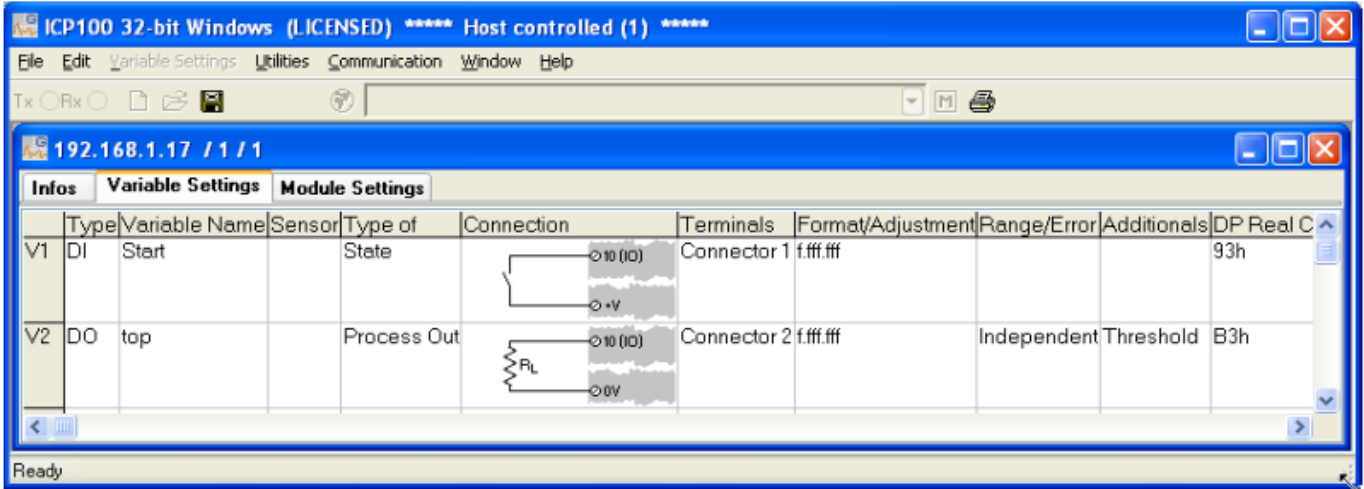 ICP100 32-bit Windows (LICENSED) ***** Host controlled (1) *****
File Edit Variable Settings Utilities Communication Window Help
Tx Rx M
192.168.1.17 / 1 / 1
Infos Variable Settings Module Settings
Type Variable Name Sensor Type of Connection Terminals Format/Adjustment Range/Error Additionals DP Real C
V1 DI Start State 10 (IO) Connector 1 f.fff.fff 93h
+V
V2 DO top Process Out 10 (IO) Connector 2 f.fff.fff Independent Threshold B3h
RL
0V
Ready